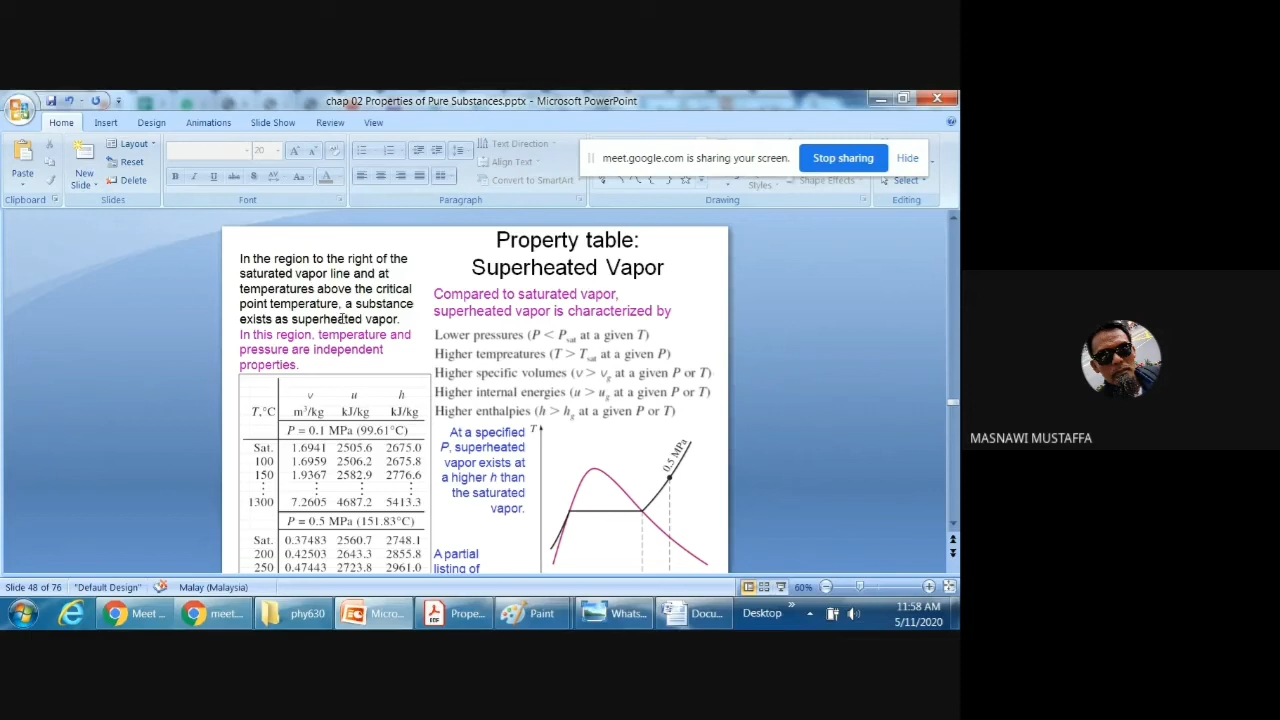 chap 02 Properties of Pure Substances.pptx - Microsoft PowerPoint
Home Insert Design Animations Slide Show Review View
Layout
Reset
Delete
Paste
New
Slide
20
Text Direction
Align Text
Convert to SmartArt
meet.google.com is sharing your screen. Stop sharing Hide
Styles Shape Effects Select
Clipboard Slides Font Paragraph Drawing Editing
Property table:
Superheated Vapor
In the region to the right of the
saturated vapor line and at
temperatures above the critical
point temperature, a substance
exists as superheated vapor.
In this region, temperature and
pressure are independent
properties.
Compared to saturated vapor,
superheated vapor is characterized by
Lower pressures (P < Psat at a given T)
Higher tempreatures (T > Tsat at a given P)
Higher specific volumes (v > vg at a given P or T)
Higher internal energies (u > ug at a given P or T)
Higher enthalpies (h > hg at a given P or T)
v u h
T,°C m³/kg kJ/kg kJ/kg
P = 0.1 MPa (99.61°C)
Sat. 1.6941 2505.6 2675.0
100 1.6959 2506.2 2675.8
150 1.9367 2582.9 2776.6
⋮ ⋮ ⋮ ⋮
1300 7.2605 4687.2 5413.3
P = 0.5 MPa (151.83°C)
Sat. 0.37483 2560.7 2748.1
200 0.42503 2643.3 2855.8
250 0.47443 2723.8 2961.0
At a specified
P, superheated
vapor exists at
a higher h than
the saturated
vapor.
T
0.5 MPa
A partial
listing of
MASNAWI MUSTAFFA
Slide 48 of 76 "Default Design" Malay (Malaysia) 60%
Meet ... meet... phy630 Micro... Prope... Paint Whats... Docu... Desktop »
11:58 AM
5/11/2020